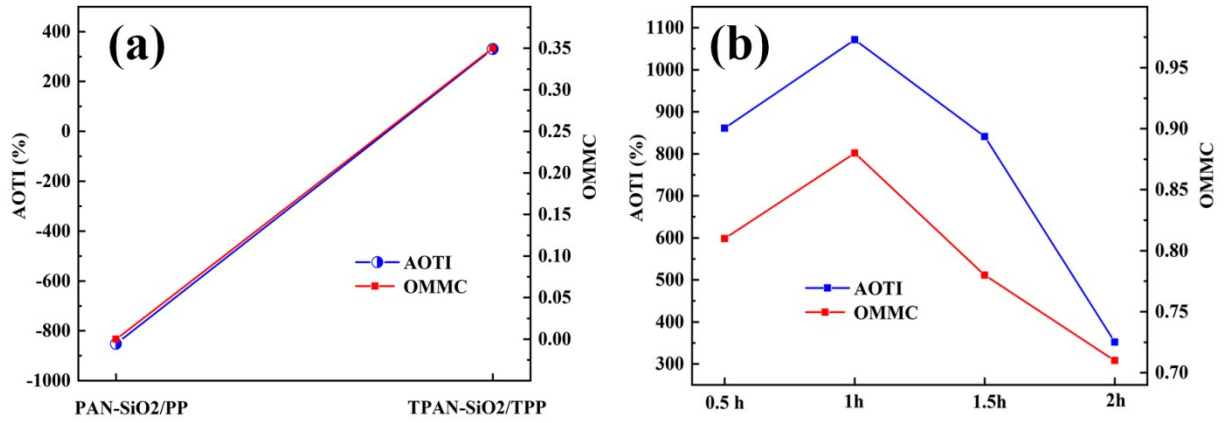 (a)
400
200
0
-200
-400
-600
-800
-1000
AOTI (%)
0.35
0.30
0.25
0.20
0.15
0.10
0.05
0.00
OMMC
AOTI
OMMC
PAN-SiO2/PP
TPAN-SiO2/TPP
(b)
1100
1000
900
800
700
600
500
400
300
AOTI (%)
0.95
0.90
0.85
0.80
0.75
0.70
OMMC
AOTI
OMMC
0.5 h
1h
1.5h
2h